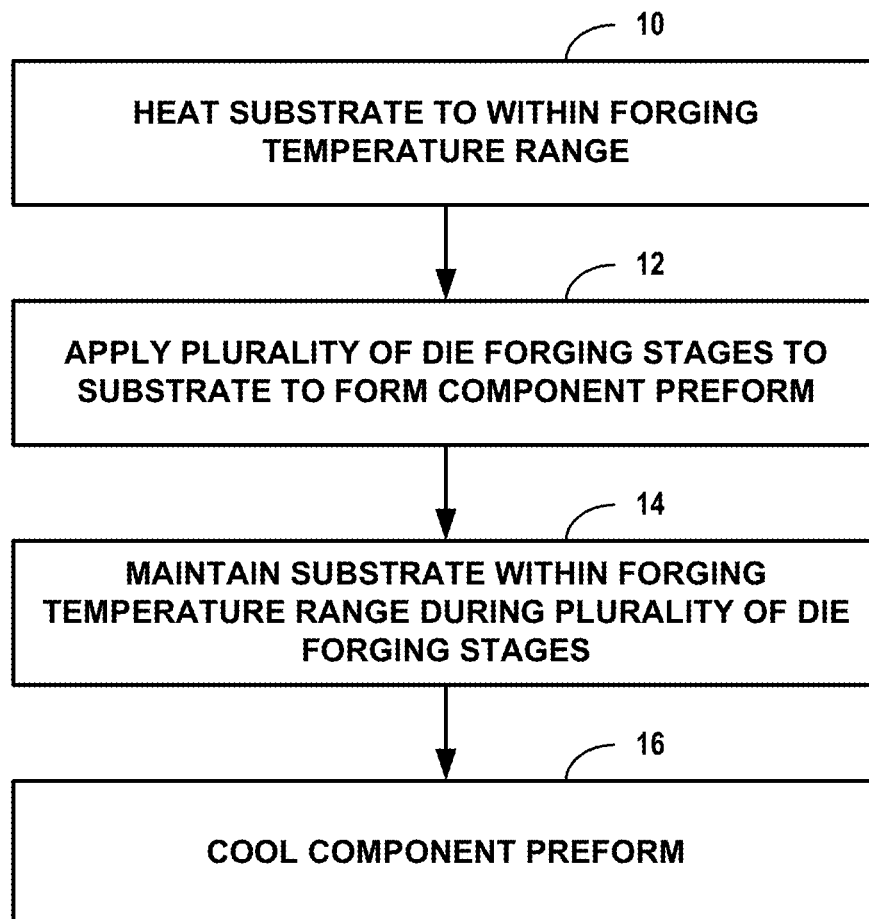 10
HEAT SUBSTRATE TO WITHIN FORGING
TEMPERATURE RANGE
12
APPLY PLURALITY OF DIE FORGING STAGES TO
SUBSTRATE TO FORM COMPONENT PREFORM
14
MAINTAIN SUBSTRATE WITHIN FORGING
TEMPERATURE RANGE DURING PLURALITY OF DIE
FORGING STAGES
16
COOL COMPONENT PREFORM